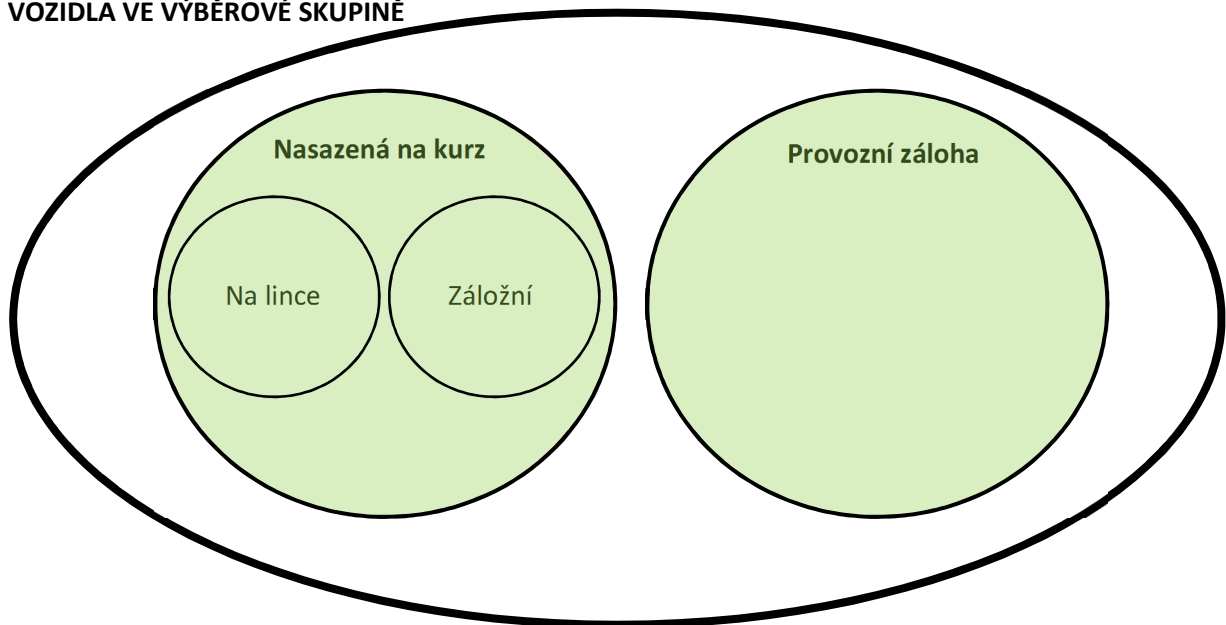 VOZIDLA VE VÝBĚROVÉ SKUPINĚ
Nasazená na kurz
Provozní záloha
Na lince
Záložní